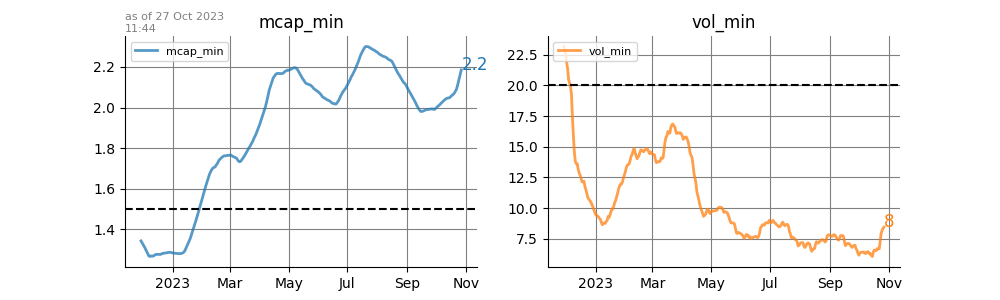 as of 27 Oct 2023
11:44
mcap_min
mcap_min
2.2
2.2
2.0
1.8
1.6
1.4
2023 Mar May Jul Sep Nov
vol_min
vol_min
22.5
20.0
17.5
15.0
12.5
10.0
7.5
8
2023 Mar May Jul Sep Nov